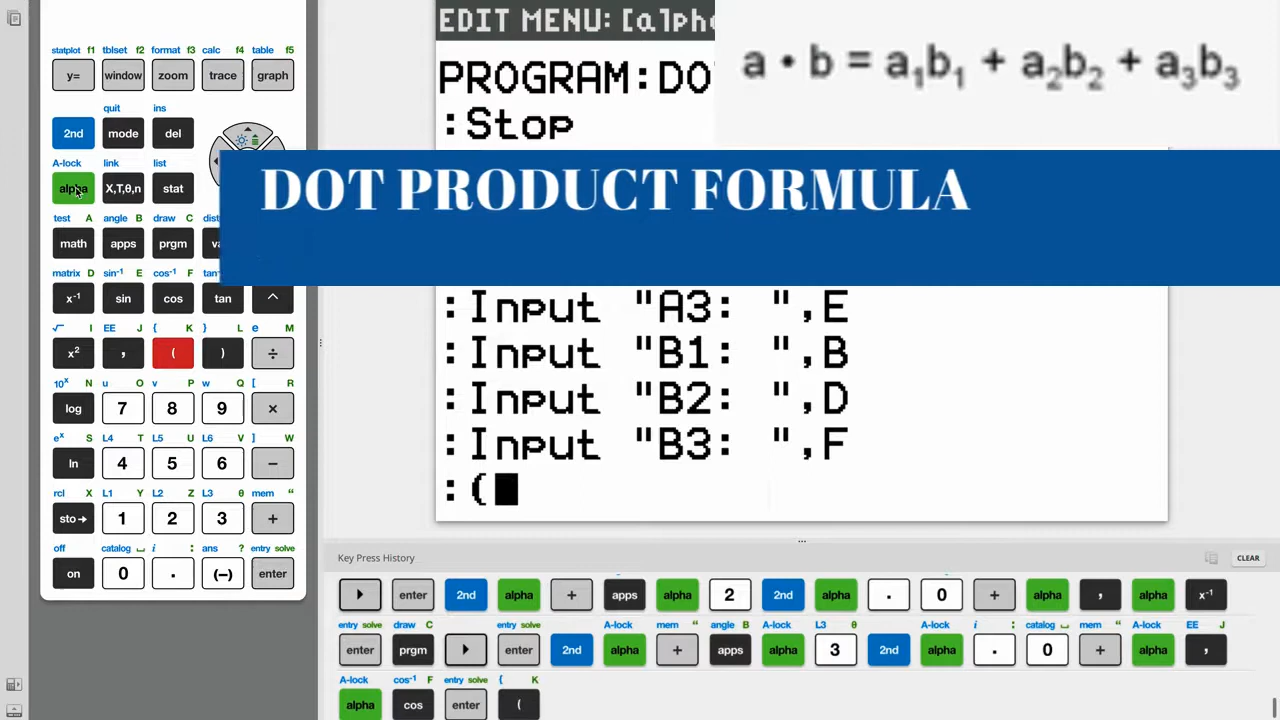 EDIT MENU: [alph
a • b = a₁b₁ + a₂b₂ + a₃b₃
PROGRAM:DO
:Stop
DOT PRODUCT FORMULA
:Input "A3: ",E
:Input "B1: ",B
:Input "B2: ",D
:Input "B3: ",F
:(
statplot f1 tblset f2 format f3 calc f4 table f5
y= window zoom trace graph
quit ins
2nd mode del
A-lock link list
alpha X,T,θ,n stat
test A angle B draw C
math apps prgm
matrix D sin⁻¹ E cos⁻¹ F tan
x⁻¹ sin cos tan ^
√ I EE J { K } L e M
x² , ( ) ÷
10ˣ N u O v P w Q [ R
log 7 8 9 ×
eˣ S L4 T L5 U L6 V ] W
ln 4 5 6 −
rcl X L1 Y L2 Z L3 θ mem “
sto→ 1 2 3 +
off catalog ␣ i : ans ? entry solve
on 0 . (−) enter
Key Press History
CLEAR
enter 2nd alpha + apps alpha 2 2nd alpha . 0 + alpha , alpha x⁻¹
entry solve draw C entry solve A-lock mem “ angle B A-lock L3 θ A-lock i : catalog ␣ mem “ A-lock EE J
enter prgm enter 2nd alpha + apps alpha 3 2nd alpha . 0 + alpha ,
A-lock cos⁻¹ F entry solve { K
alpha cos enter (